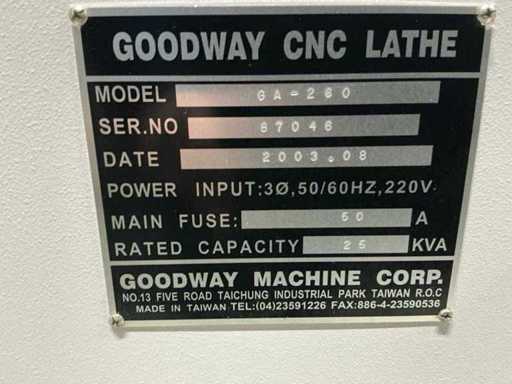 GOODWAY CNC LATHE
MODEL GA-260
SER.NO 67046
DATE 2003.08
POWER INPUT:3Ø,50/60HZ,220V
MAIN FUSE: 50 A
RATED CAPACITY 25 KVA
GOODWAY MACHINE CORP.
NO.13 FIVE ROAD TAICHUNG INDUSTRIAL PARK TAIWAN R.O.C
MADE IN TAIWAN TEL:(04)23591226 FAX:886-4-23590536